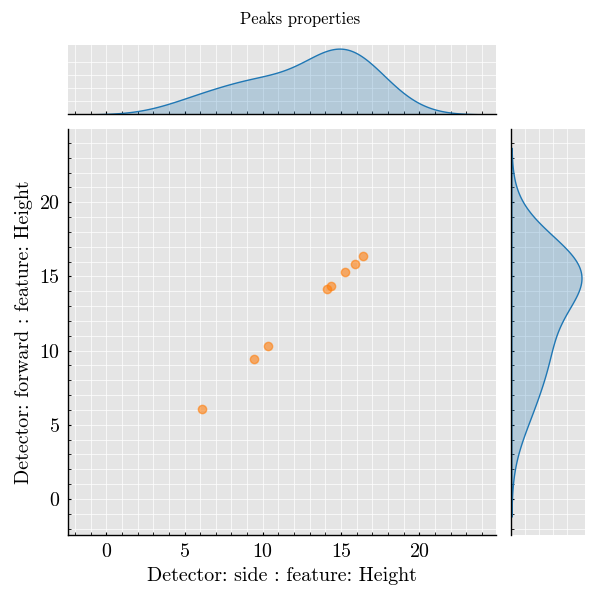 Peaks properties
Detector: forward : feature: Height
20
15
10
5
0
0 5 10 15 20
Detector: side : feature: Height